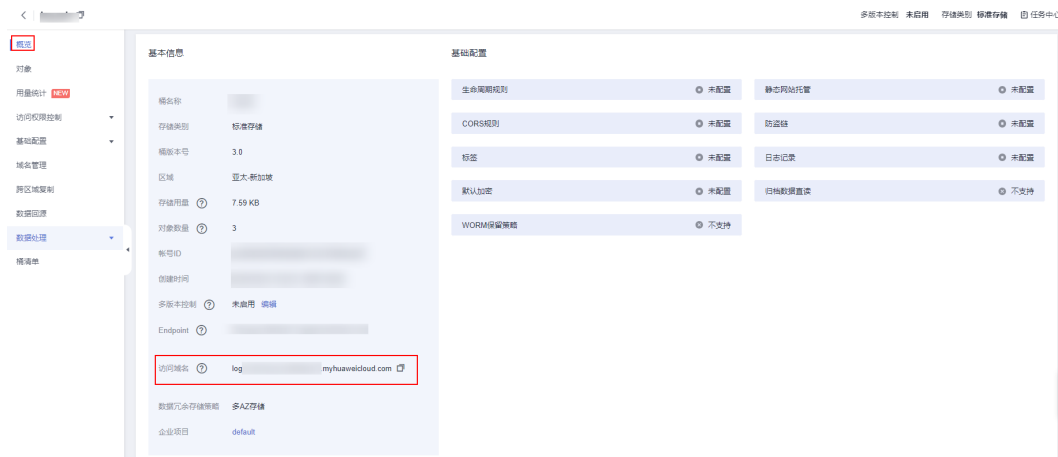 多版本控制 未启用 存储类别 标准存储 任务中心
概览
对象
用量统计 NEW
访问权限控制
基础配置
域名管理
跨区域复制
数据回源
数据处理
桶清单
基本信息
桶名称
存储类别 标准存储
桶版本号 3.0
区域 亚太-新加坡
存储用量 ? 7.59 KB
对象数量 ? 3
帐号ID
创建时间
多版本控制 ? 未启用 编辑
Endpoint ?
访问域名 ? log myhuaweicloud.com
数据冗余存储策略 多AZ存储
企业项目 default
基础配置
生命周期规则 未配置 静态网站托管 未配置
CORS规则 未配置 防盗链 未配置
标签 未配置 日志记录 未配置
默认加密 未配置 归档数据直读 不支持
WORM保留策略 不支持